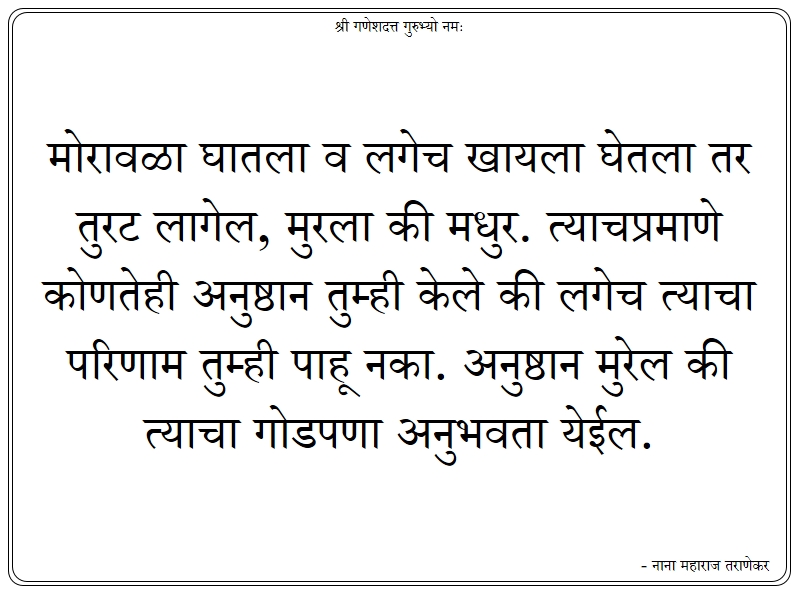 श्री गणेशदत्त गुरुभ्यो नमः
मोरावळा घातला व लगेच खायला घेतला तर
तुरट लागेल, मुरला की मधुर. त्याचप्रमाणे
कोणतेही अनुष्ठान तुम्ही केले की लगेच त्याचा
परिणाम तुम्ही पाहू नका. अनुष्ठान मुरेल की
त्याचा गोडपणा अनुभवता येईल.
- नाना महाराज तराणेकर